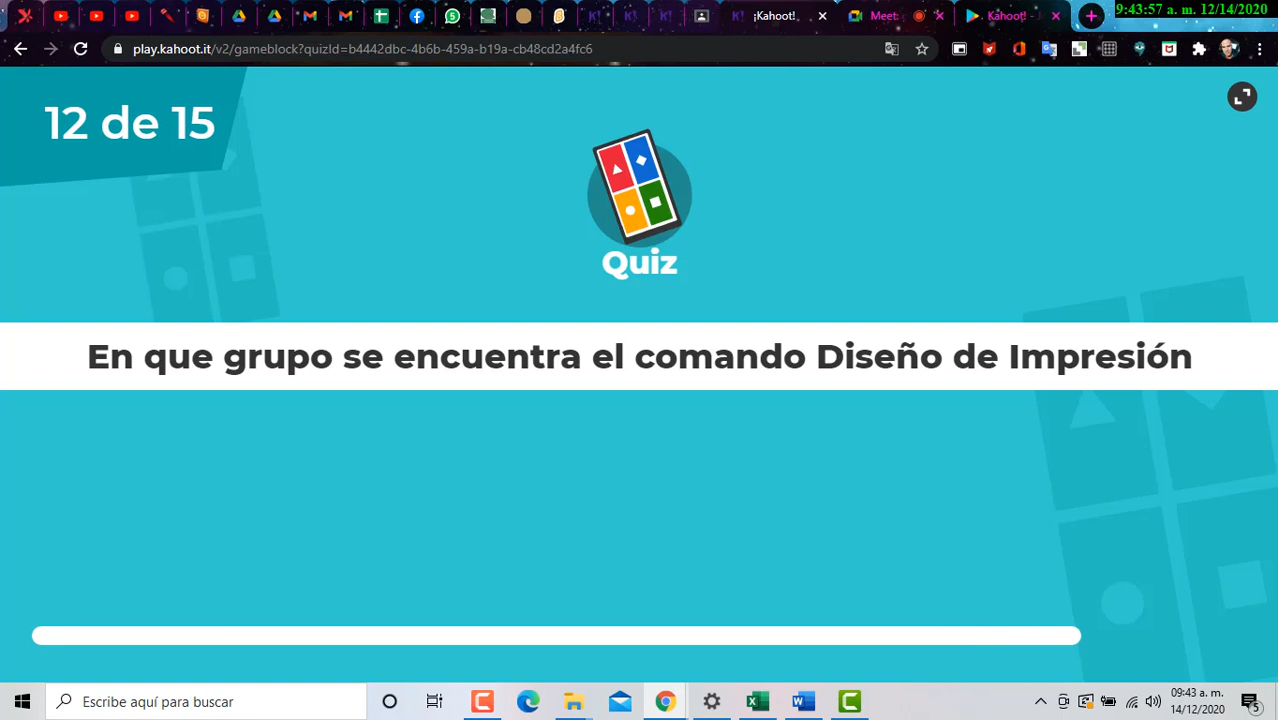 ¡Kahoot!
Meet:
Kahoot! - J
9:43:57 a. m. 12/14/2020
play.kahoot.it/v2/gameblock?quizId=b4442dbc-4b6b-459a-b19a-cb48cd2a4fc6
12 de 15
Quiz
En que grupo se encuentra el comando Diseño de Impresión
Escribe aquí para buscar
09:43 a. m.
14/12/2020
5